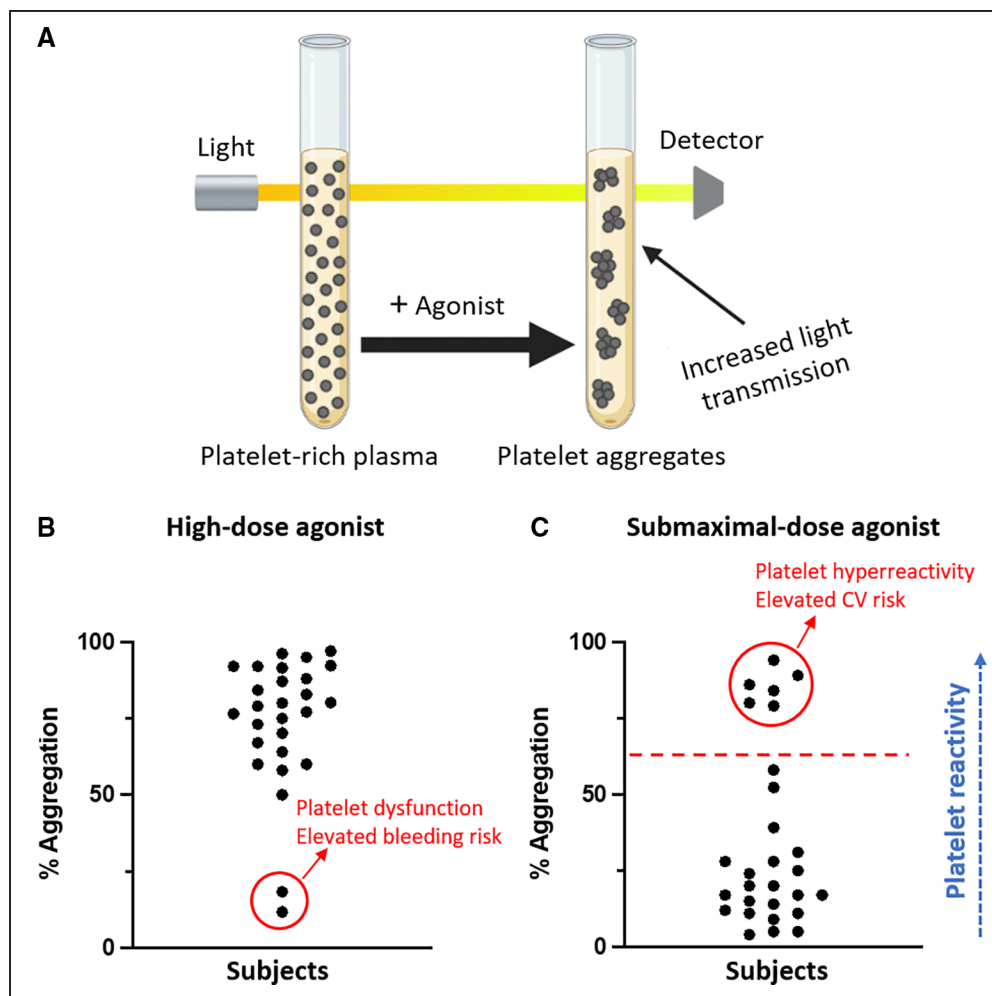 A
Light
Detector
+ Agonist
Increased light
transmission
Platelet-rich plasma
Platelet aggregates
B
High-dose agonist
100
50
0
% Aggregation
Platelet dysfunction
Elevated bleeding risk
Subjects
C
Submaximal-dose agonist
Platelet hyperreactivity
Elevated CV risk
100
50
0
% Aggregation
Subjects
Platelet reactivity